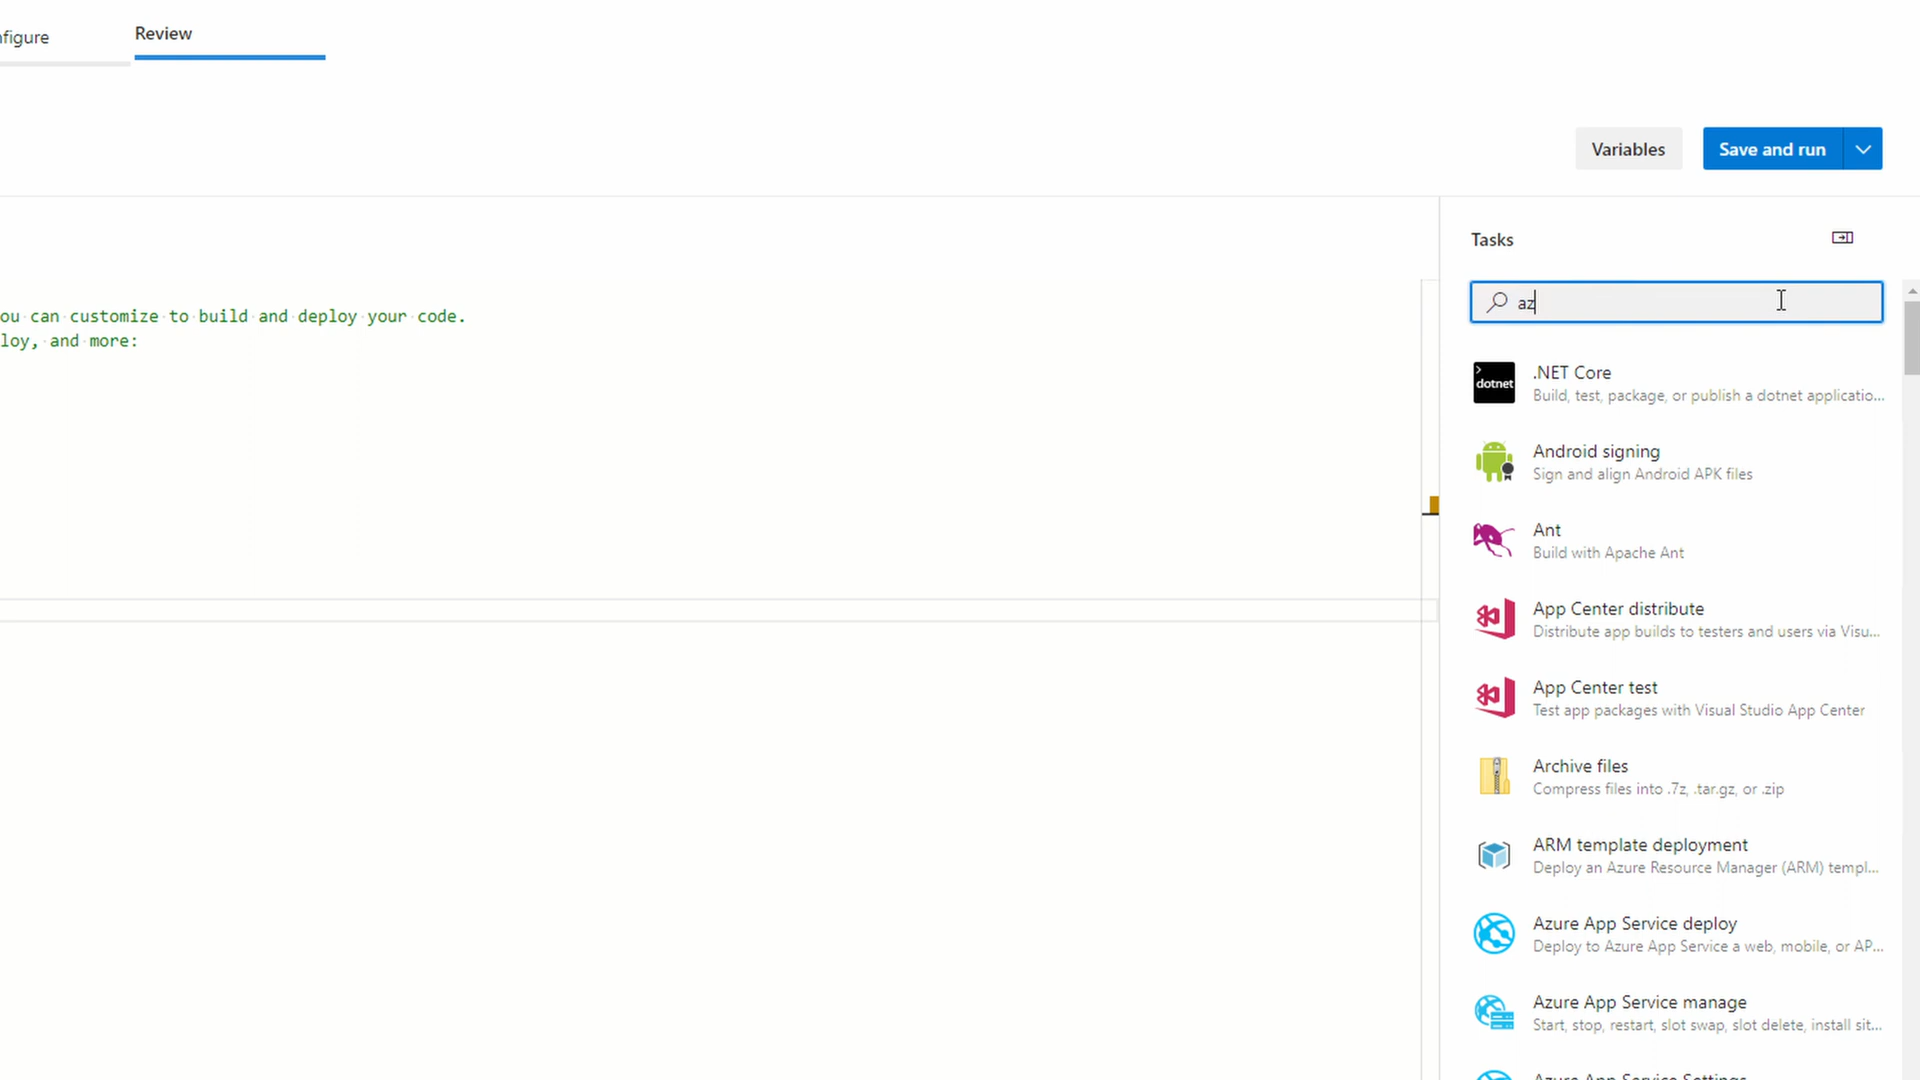 nfigure
Review
Variables
Save and run
Tasks
ou can customize to build and deploy your code.
loy, and more:
az
dotnet
.NET Core
Build, test, package, or publish a dotnet applicatio...
Android signing
Sign and align Android APK files
Ant
Build with Apache Ant
App Center distribute
Distribute app builds to testers and users via Visu...
App Center test
Test app packages with Visual Studio App Center
Archive files
Compress files into .7z, .tar.gz, or .zip
ARM template deployment
Deploy an Azure Resource Manager (ARM) templ...
Azure App Service deploy
Deploy to Azure App Service a web, mobile, or AP...
Azure App Service manage
Start, stop, restart, slot swap, slot delete, install sit...
Azure App Service Settings